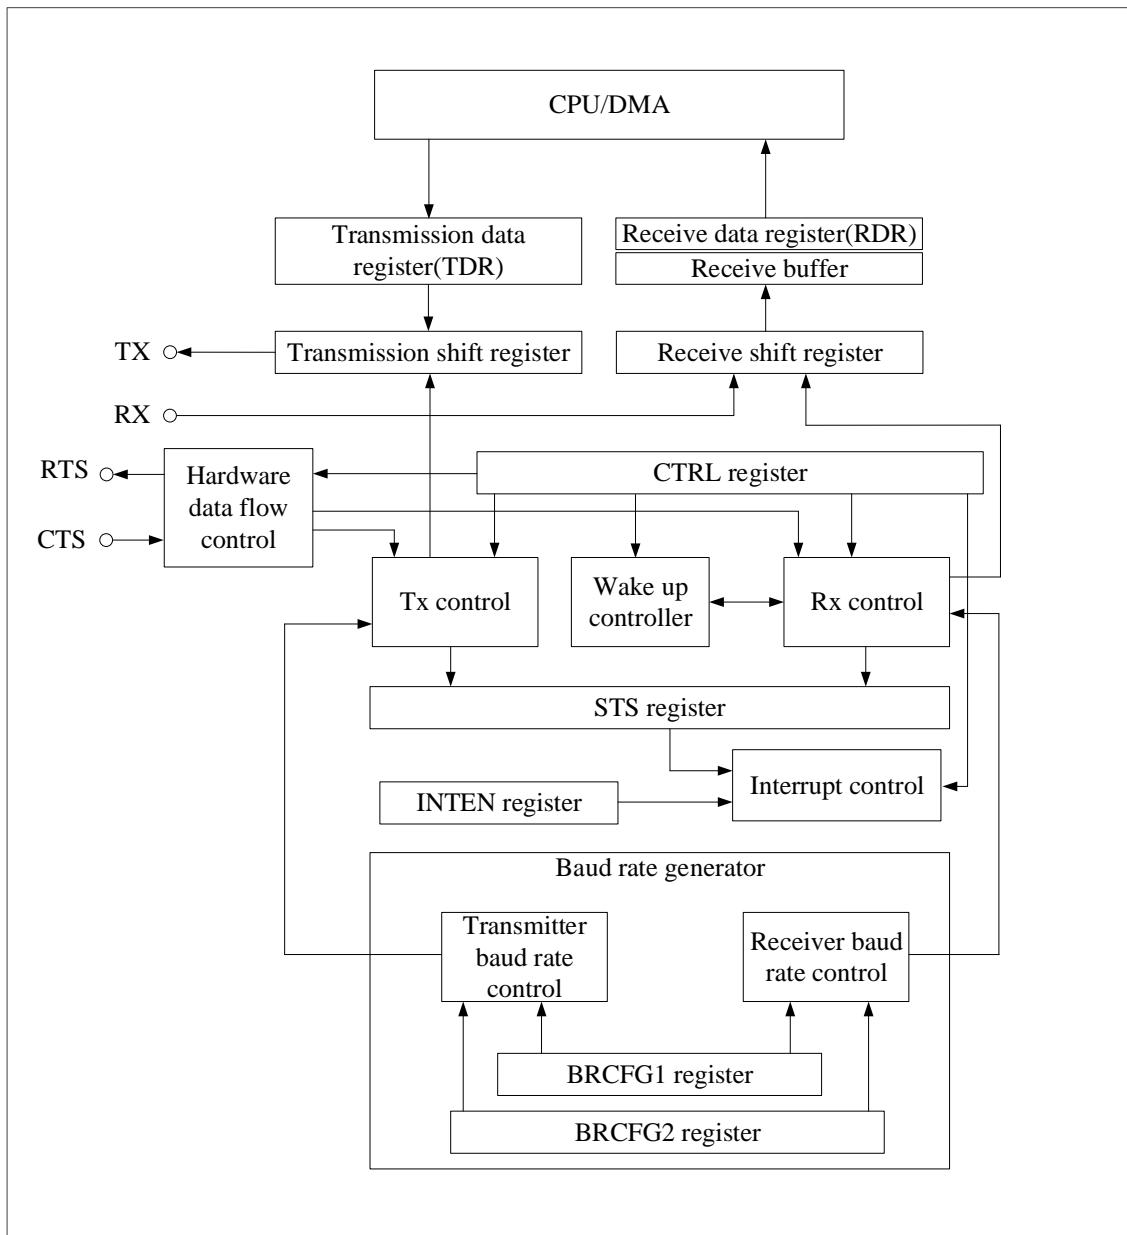 CPU/DMA
Transmission data
register(TDR)
Receive data register(RDR)
Receive buffer
TX
Transmission shift register
Receive shift register
RX
RTS
CTS
Hardware
data flow
control
CTRL register
Tx control
Wake up
controller
Rx control
STS register
Interrupt control
INTEN register
Baud rate generator
Transmitter
baud rate
control
Receiver baud
rate control
BRCFG1 register
BRCFG2 register